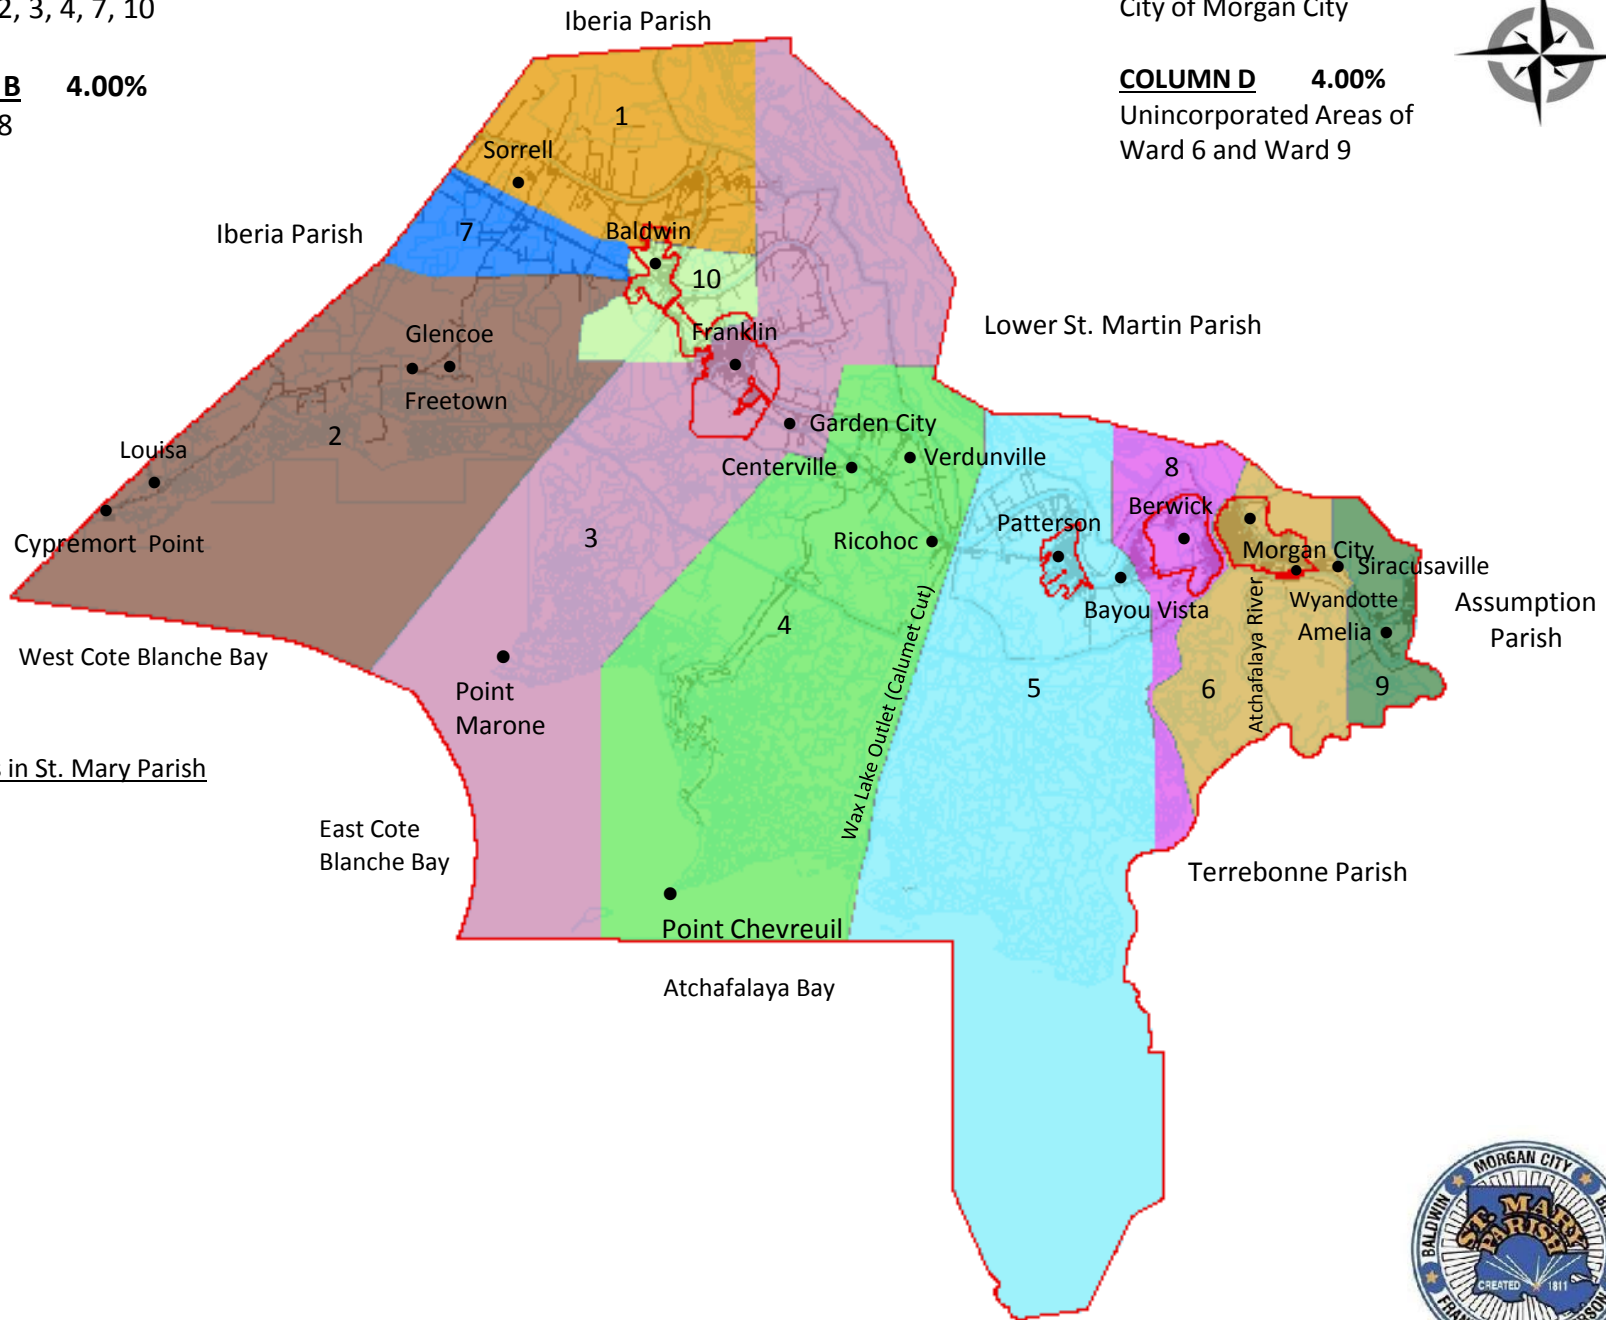 2, 3, 4, 7, 10
Iberia Parish
City of Morgan City
B 4.00%
8
COLUMN D 4.00%
Unincorporated Areas of
Ward 6 and Ward 9
1
Sorrell
Iberia Parish
7
Baldwin
10
Lower St. Martin Parish
Glencoe
Franklin
Freetown
2
Garden City
Louisa
Centerville
Verdunville
8
Berwick
Patterson
Cypremort Point
3
Ricohoc
Morgan City
Siracusaville
Bayou Vista
Wyandotte
Assumption
Parish
Amelia
4
West Cote Blanche Bay
Wax Lake Outlet (Calumet Cut)
Atchafalaya River
5
6
9
Point
Marone
s in St. Mary Parish
East Cote
Blanche Bay
Terrebonne Parish
Point Chevreuil
Atchafalaya Bay
MORGAN CITY
BALDWIN
ST. MARY
PARISH
CREATED 1811